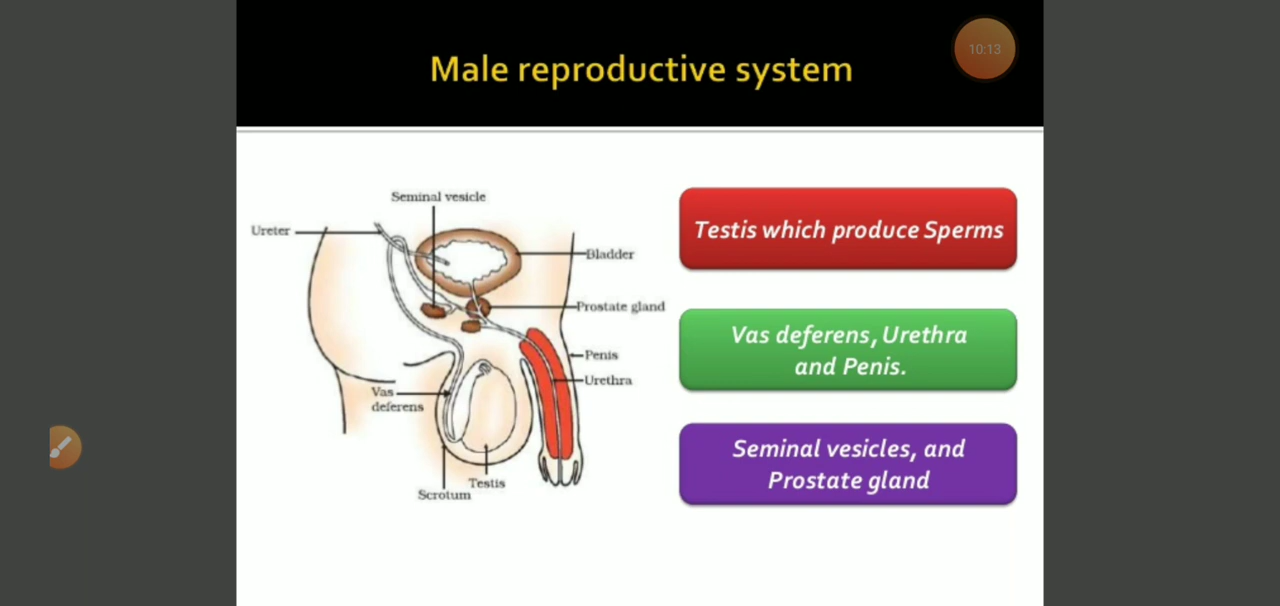 Male reproductive system
10:13
Seminal vesicle
Ureter
Bladder
Prostate gland
Penis
Urethra
Vas
deferens
Testis
Scrotum
Testis which produce Sperms
Vas deferens, Urethra
and Penis.
Seminal vesicles, and
Prostate gland